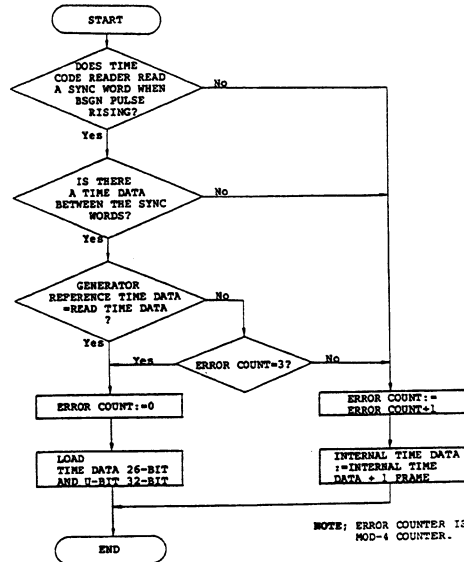 START
DOES TIME
CODE READER READ
A SYNC WORD WHEN
BSGN PULSE
RISING?
No
Yes
IS THERE
A TIME DATA
BETWEEN THE SYNC
WORDS?
No
Yes
GENERATOR
REFERENCE TIME DATA
=READ TIME DATA
?
No
Yes
Yes
ERROR COUNT=3?
No
ERROR COUNT:=0
ERROR COUNT:=
ERROR COUNT+1
LOAD
TIME DATA 26-BIT
AND U-BIT 32-BIT
INTERNAL TIME DATA
:=INTERNAL TIME
DATA + 1 FRAME
NOTE; ERROR COUNTER IS
MOD-4 COUNTER.
END